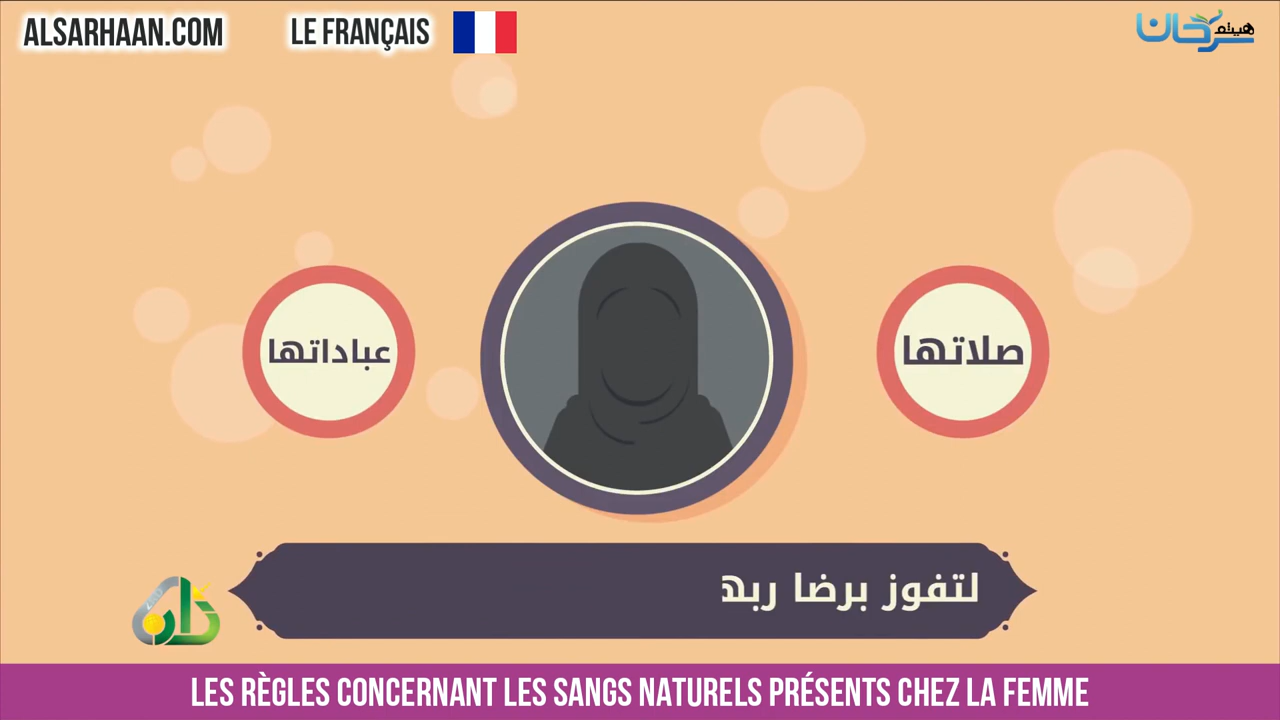 ALSARHAAN.COM
LE FRANÇAIS
هيثم سرحان
صلاتها
عباداتها
لتفوز برضا ربه
LES RÈGLES CONCERNANT LES SANGS NATURELS PRÉSENTS CHEZ LA FEMME